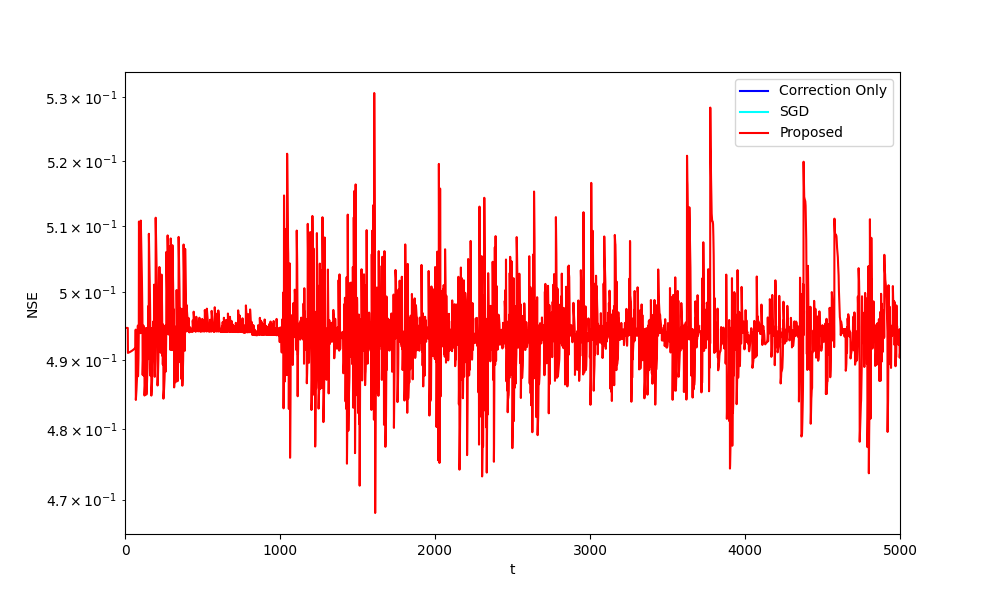 5.3 × 10⁻¹
5.2 × 10⁻¹
5.1 × 10⁻¹
5 × 10⁻¹
4.9 × 10⁻¹
4.8 × 10⁻¹
4.7 × 10⁻¹
NSE
Correction Only
SGD
Proposed
0 1000 2000 3000 4000 5000
t